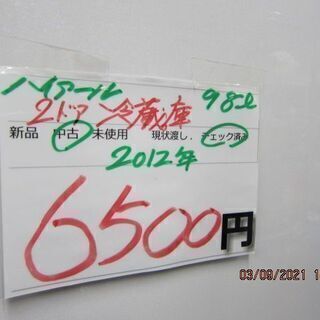 ハイアール 98ℓ
2ドア冷蔵庫
新品 中古 未使用 現状渡し、チェック済み
2012年
6500円
03/09/2021 1